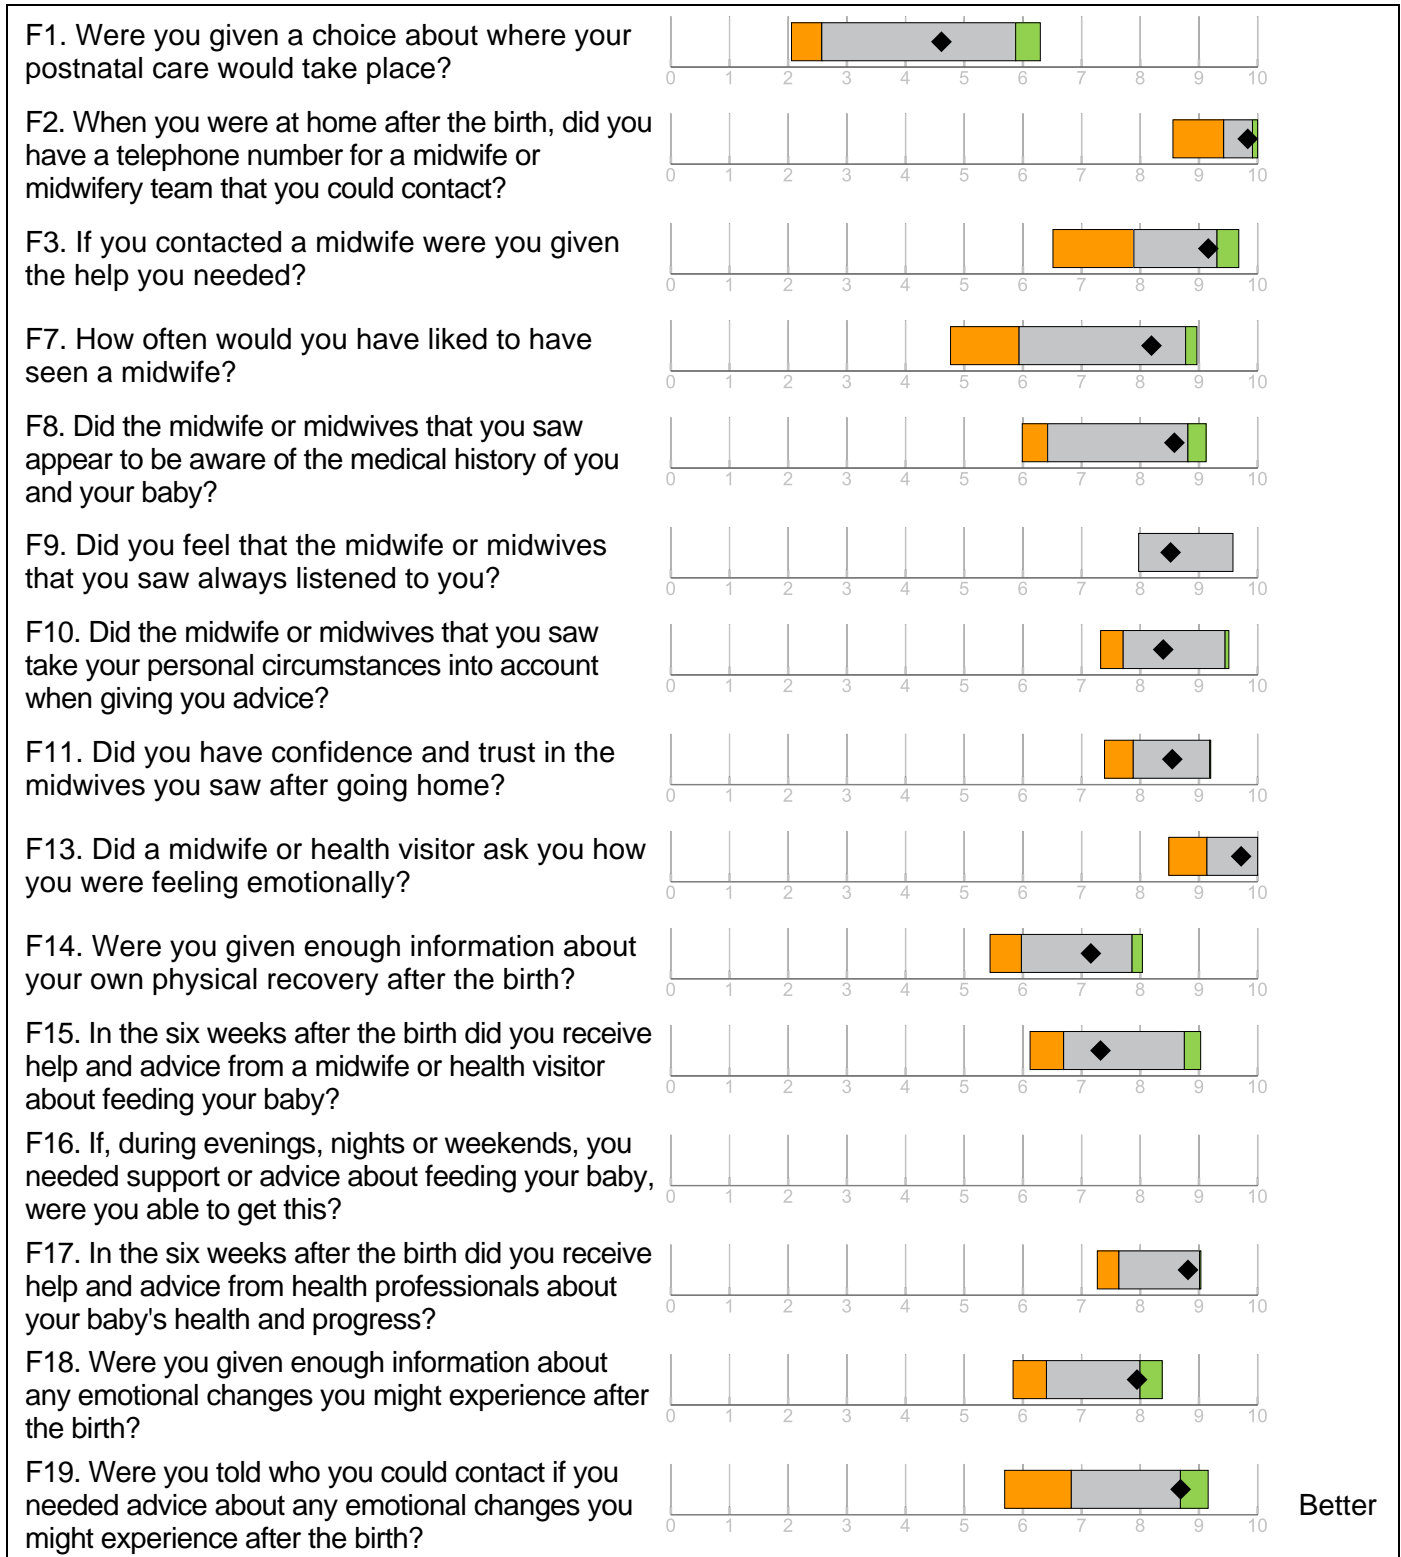 F1. Were you given a choice about where your
postnatal care would take place?
0 1 2 3 4 5 6 7 8 9 10
F2. When you were at home after the birth, did you
have a telephone number for a midwife or
midwifery team that you could contact?
0 1 2 3 4 5 6 7 8 9 10
F3. If you contacted a midwife were you given
the help you needed?
0 1 2 3 4 5 6 7 8 9 10
F7. How often would you have liked to have
seen a midwife?
0 1 2 3 4 5 6 7 8 9 10
F8. Did the midwife or midwives that you saw
appear to be aware of the medical history of you
and your baby?
0 1 2 3 4 5 6 7 8 9 10
F9. Did you feel that the midwife or midwives
that you saw always listened to you?
0 1 2 3 4 5 6 7 8 9 10
F10. Did the midwife or midwives that you saw
take your personal circumstances into account
when giving you advice?
0 1 2 3 4 5 6 7 8 9 10
F11. Did you have confidence and trust in the
midwives you saw after going home?
0 1 2 3 4 5 6 7 8 9 10
F13. Did a midwife or health visitor ask you how
you were feeling emotionally?
0 1 2 3 4 5 6 7 8 9 10
F14. Were you given enough information about
your own physical recovery after the birth?
0 1 2 3 4 5 6 7 8 9 10
F15. In the six weeks after the birth did you receive
help and advice from a midwife or health visitor
about feeding your baby?
0 1 2 3 4 5 6 7 8 9 10
F16. If, during evenings, nights or weekends, you
needed support or advice about feeding your baby,
were you able to get this?
0 1 2 3 4 5 6 7 8 9 10
F17. In the six weeks after the birth did you receive
help and advice from health professionals about
your baby's health and progress?
0 1 2 3 4 5 6 7 8 9 10
F18. Were you given enough information about
any emotional changes you might experience after
the birth?
0 1 2 3 4 5 6 7 8 9 10
F19. Were you told who you could contact if you
needed advice about any emotional changes you
might experience after the birth?
0 1 2 3 4 5 6 7 8 9 10
Better